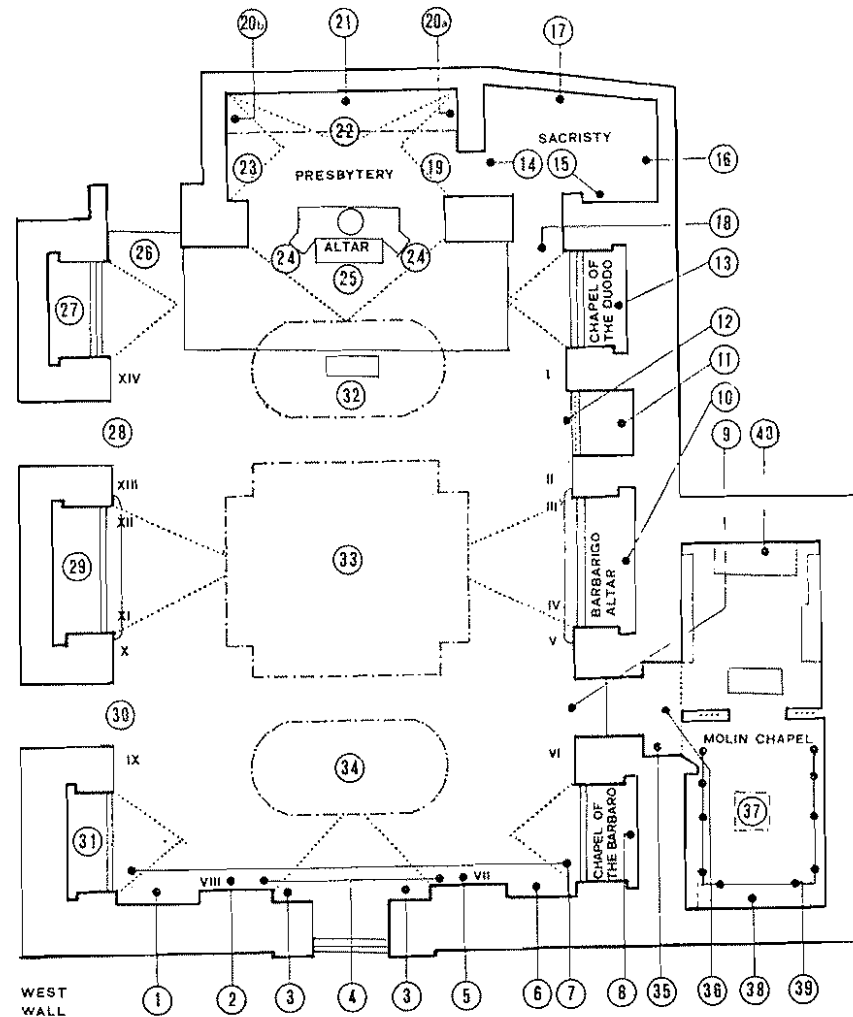 20b
21
20a
17
SACRISTY
22
23
19
14
15
16
PRESBYTERY
18
26
ALTAR
24
24
25
13
27
CHAPEL OF
THE DUODO
12
11
10
9
40
XIV
I
32
28
XIII
XII
II
III
29
33
BARBARIGO
ALTAR
XI
X
IV
V
30
IX
VI
MOLIN CHAPEL
34
37
31
CHAPEL OF
THE BARBARO
VIII
VII
WEST
WALL
1
2
3
4
3
5
6
7
8
35
36
38
39